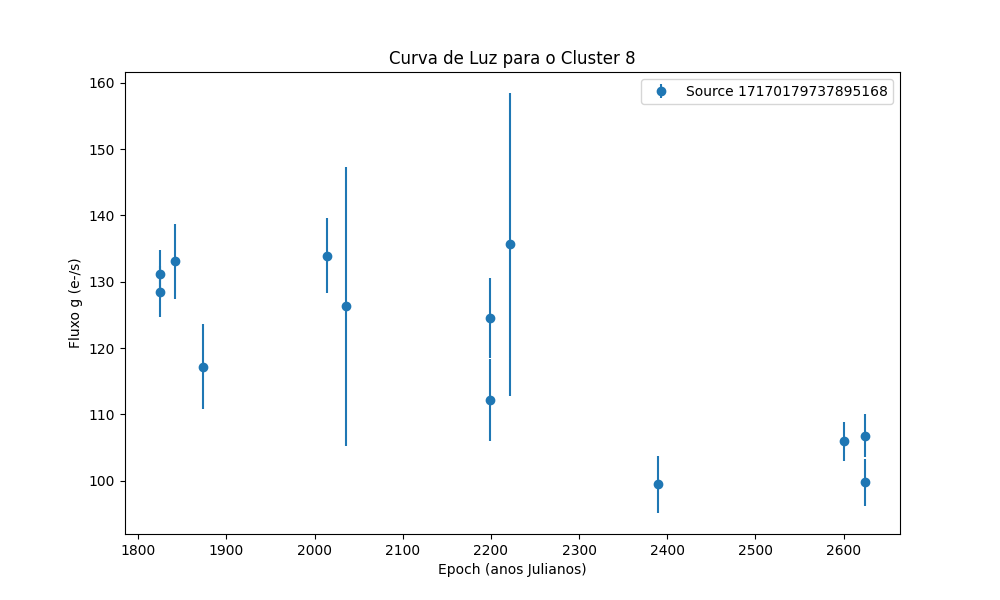 Curva de Luz para o Cluster 8
Source 17170179737895168
Fluxo g (e-/s)
160
150
140
130
120
110
100
1800 1900 2000 2100 2200 2300 2400 2500 2600
Epoch (anos Julianos)